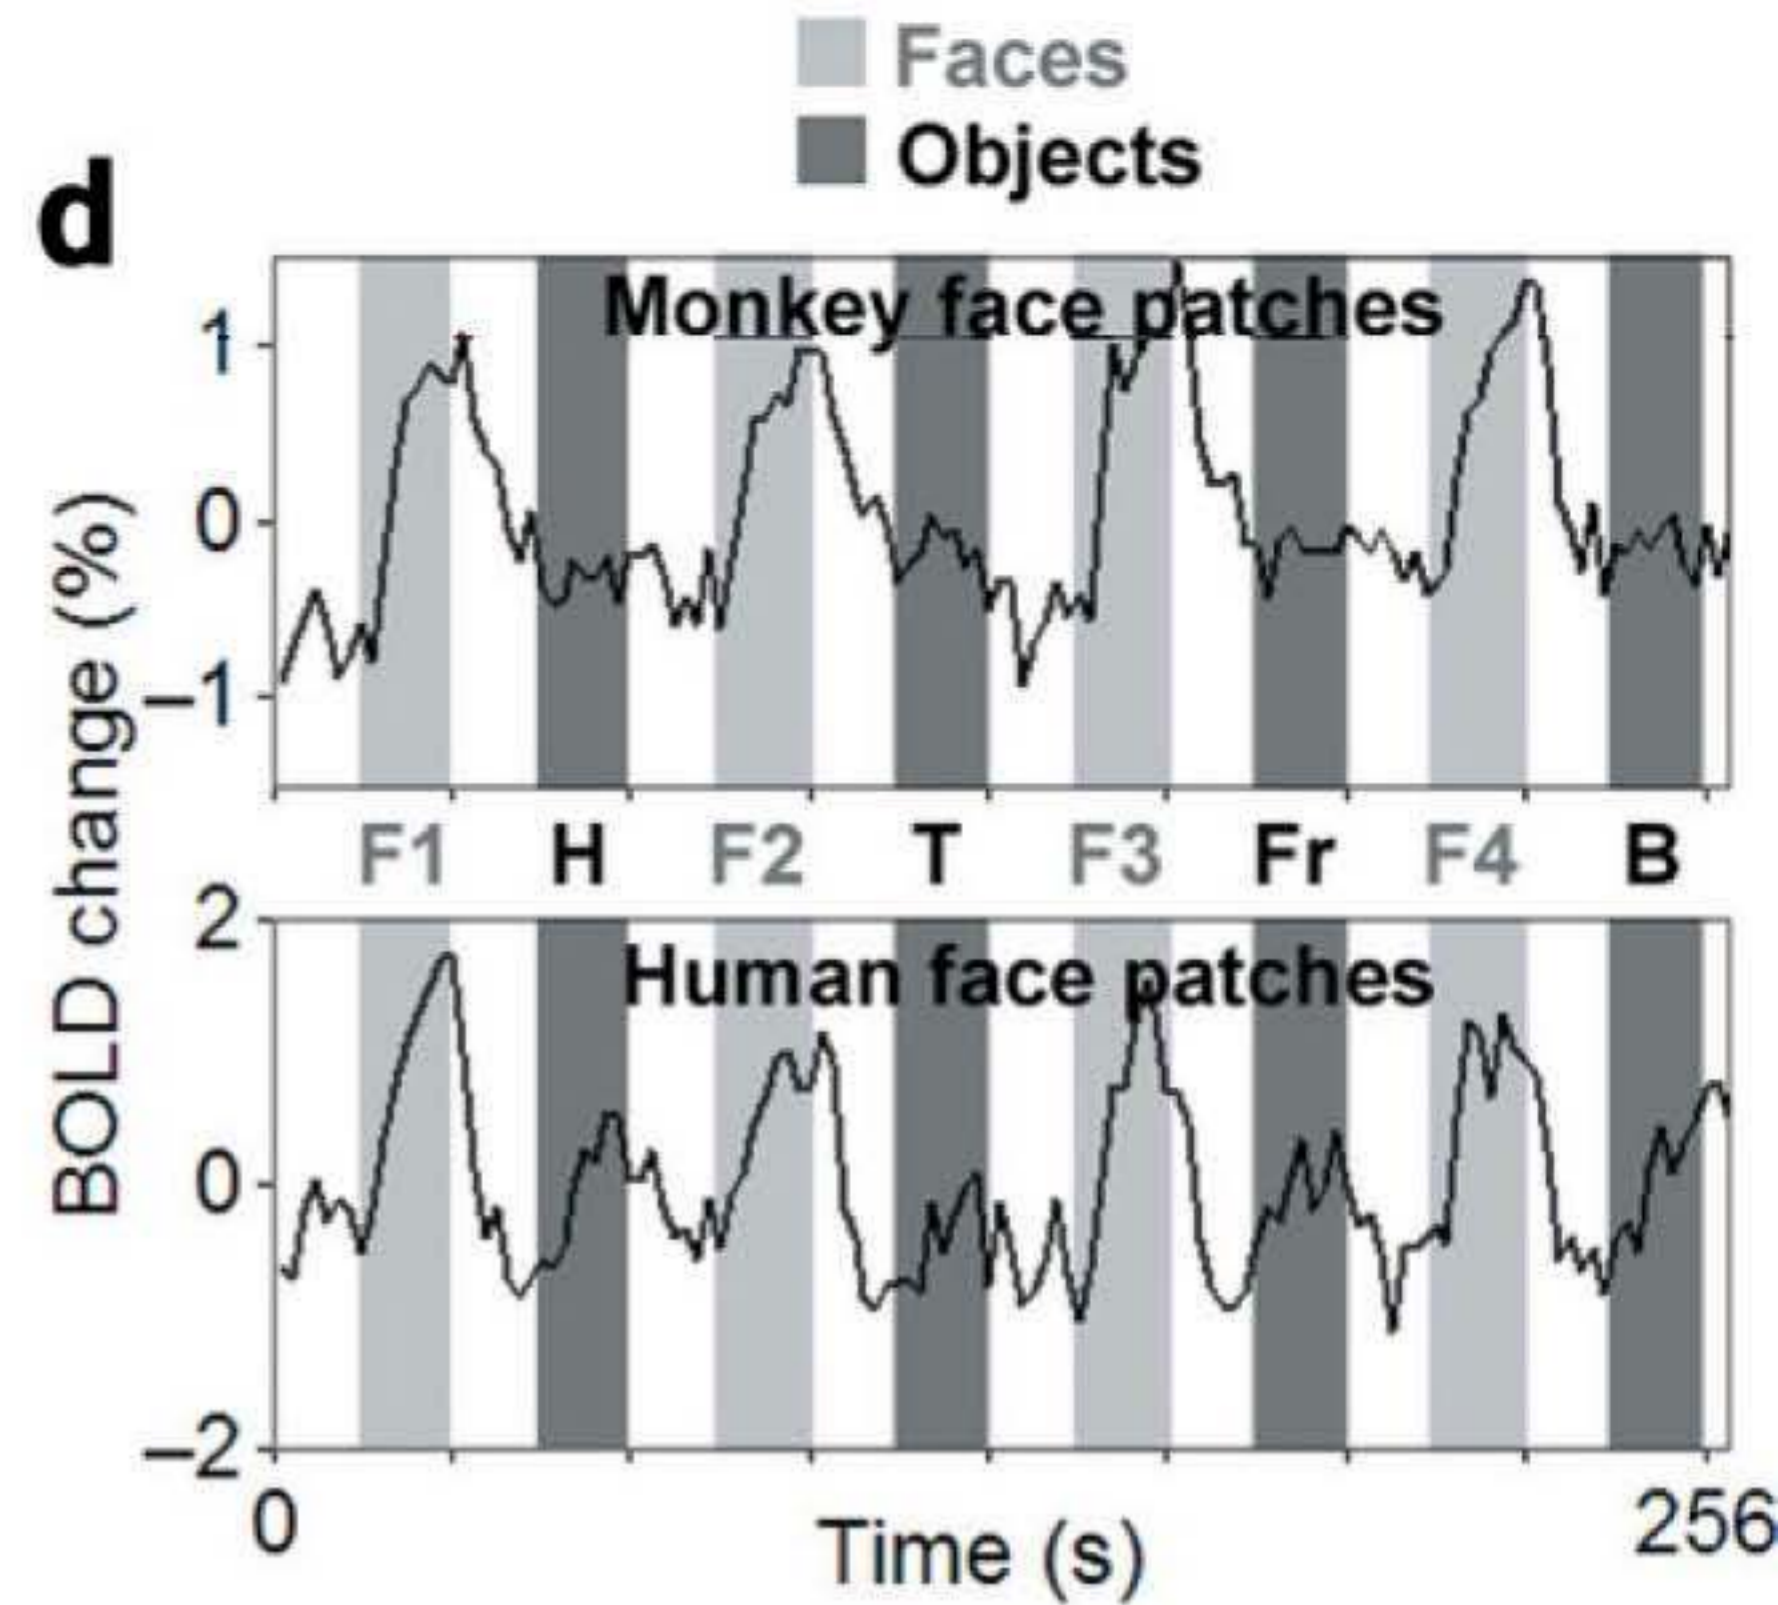 Faces
Objects
d
Monkey face patches
1
0
–1
BOLD change (%)
F1 H F2 T F3 Fr F4 B
Human face patches
2
0
–2
0 256
Time (s)